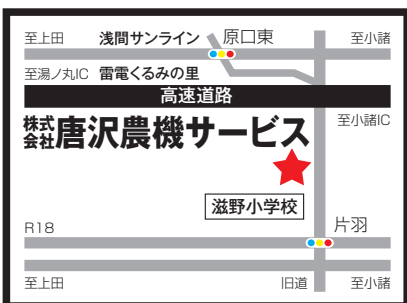 至上田 浅間サンライン 原口東 至小諸
至湯ノ丸IC 雷電くるみの里
高速道路
株式会社唐沢農機サービス
至小諸IC
滋野小学校
片羽
R18
至上田 旧道 至小諸